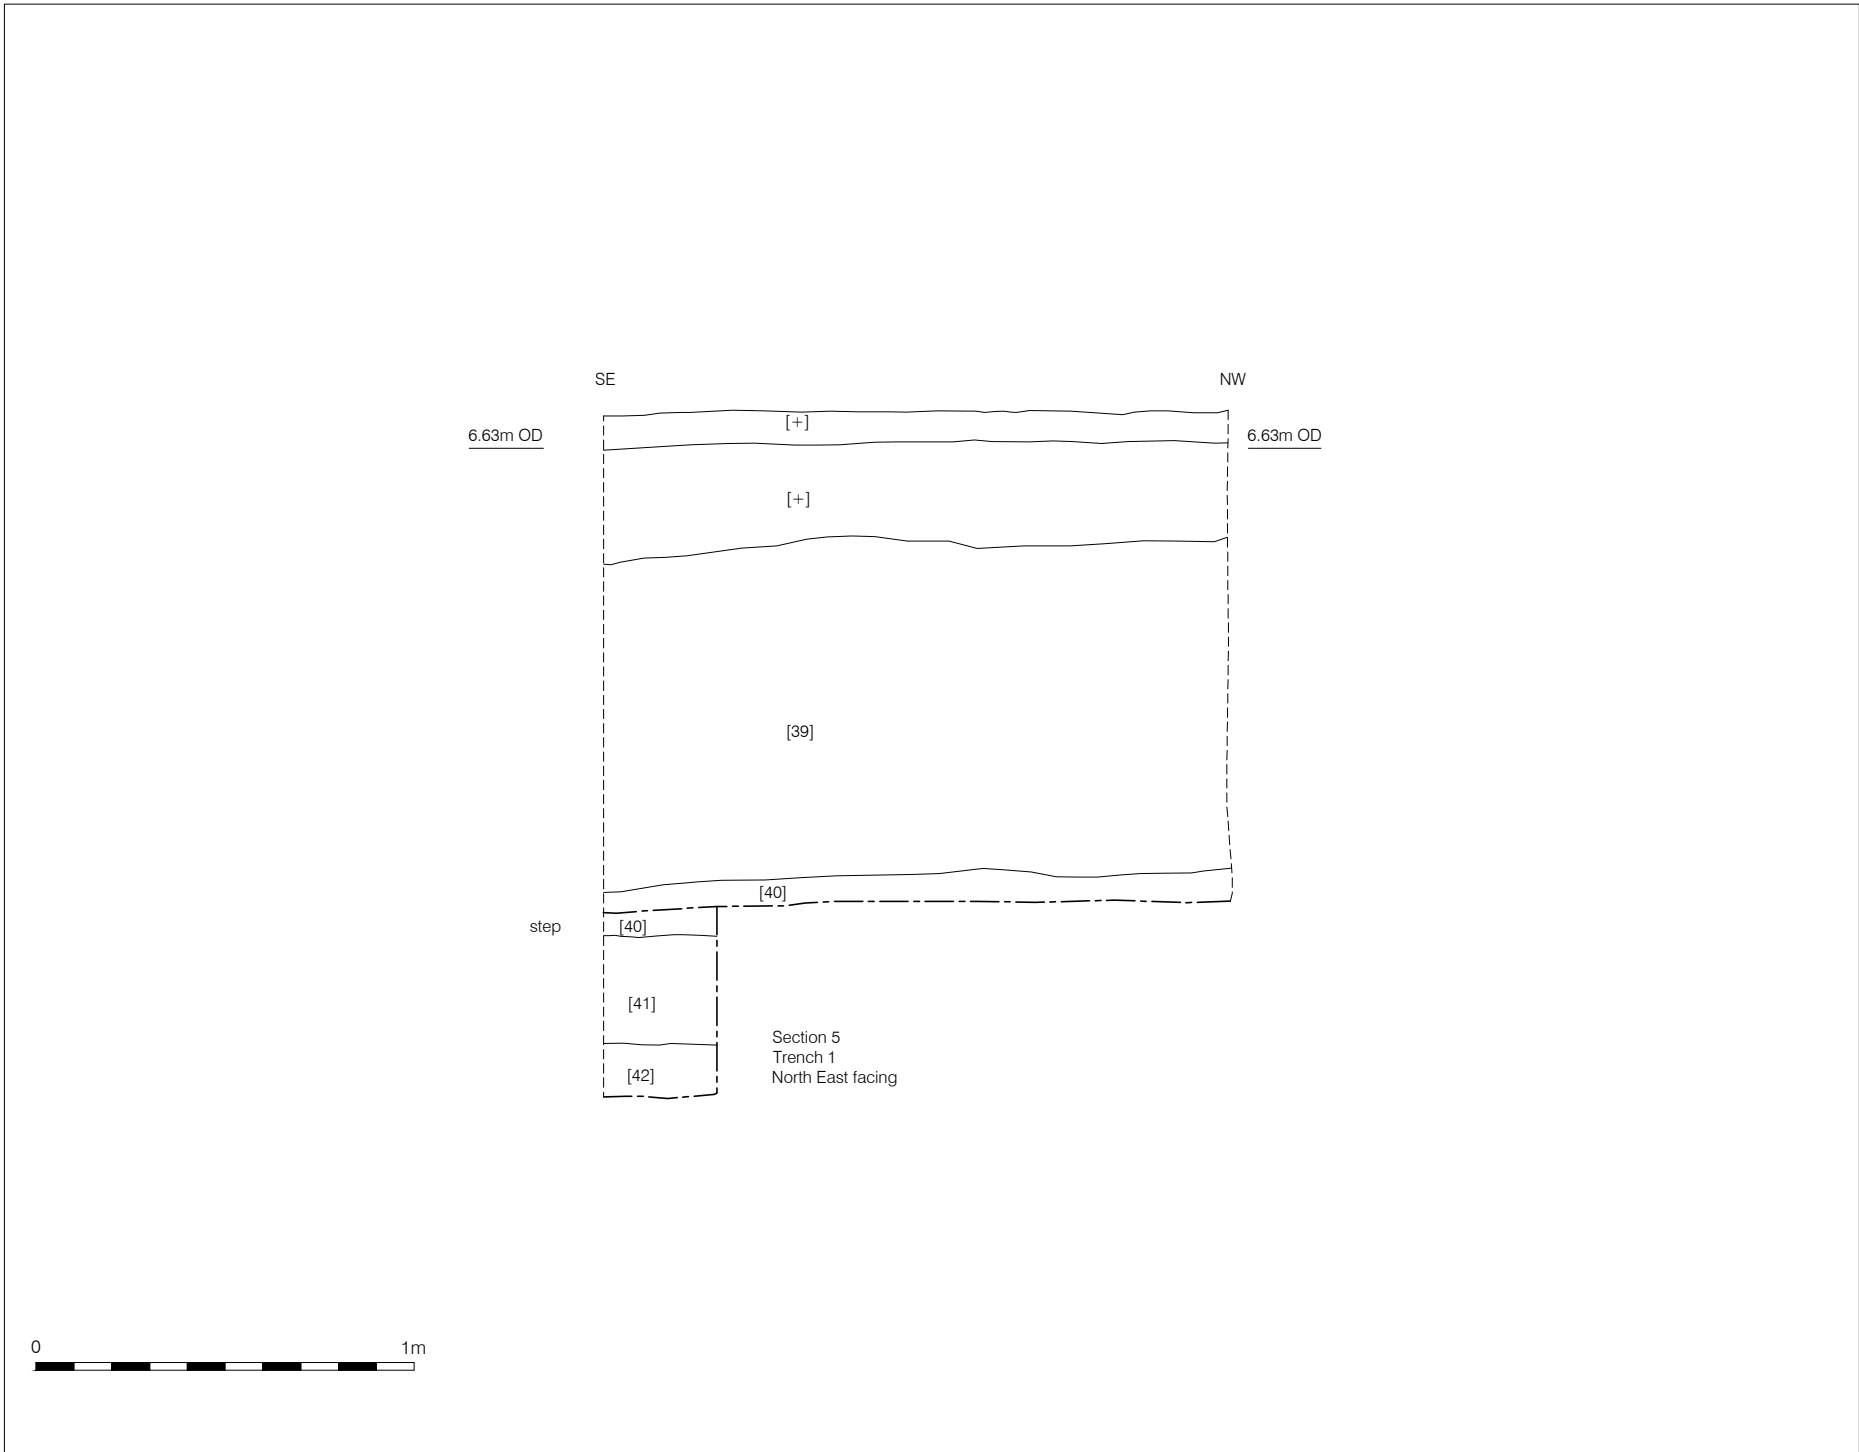 SE
NW
[+]
6.63m OD
6.63m OD
[+]
[39]
[40]
step
[40]
[41]
Section 5
Trench 1
North East facing
[42]
0
1m